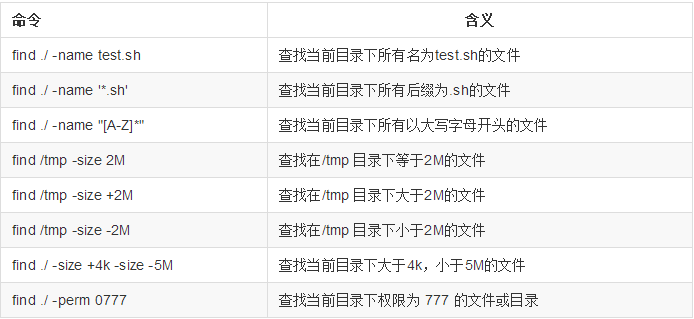 命令 含义
find ./ -name test.sh 查找当前目录下所有名为test.sh的文件
find ./ -name '*.sh' 查找当前目录下所有后缀为.sh的文件
find ./ -name "[A-Z]*" 查找当前目录下所有以大写字母开头的文件
find /tmp -size 2M 查找在/tmp 目录下等于2M的文件
find /tmp -size +2M 查找在/tmp 目录下大于2M的文件
find /tmp -size -2M 查找在/tmp 目录下小于2M的文件
find ./ -size +4k -size -5M 查找当前目录下大于4k，小于5M的文件
find ./ -perm 0777 查找当前目录下权限为 777 的文件或目录